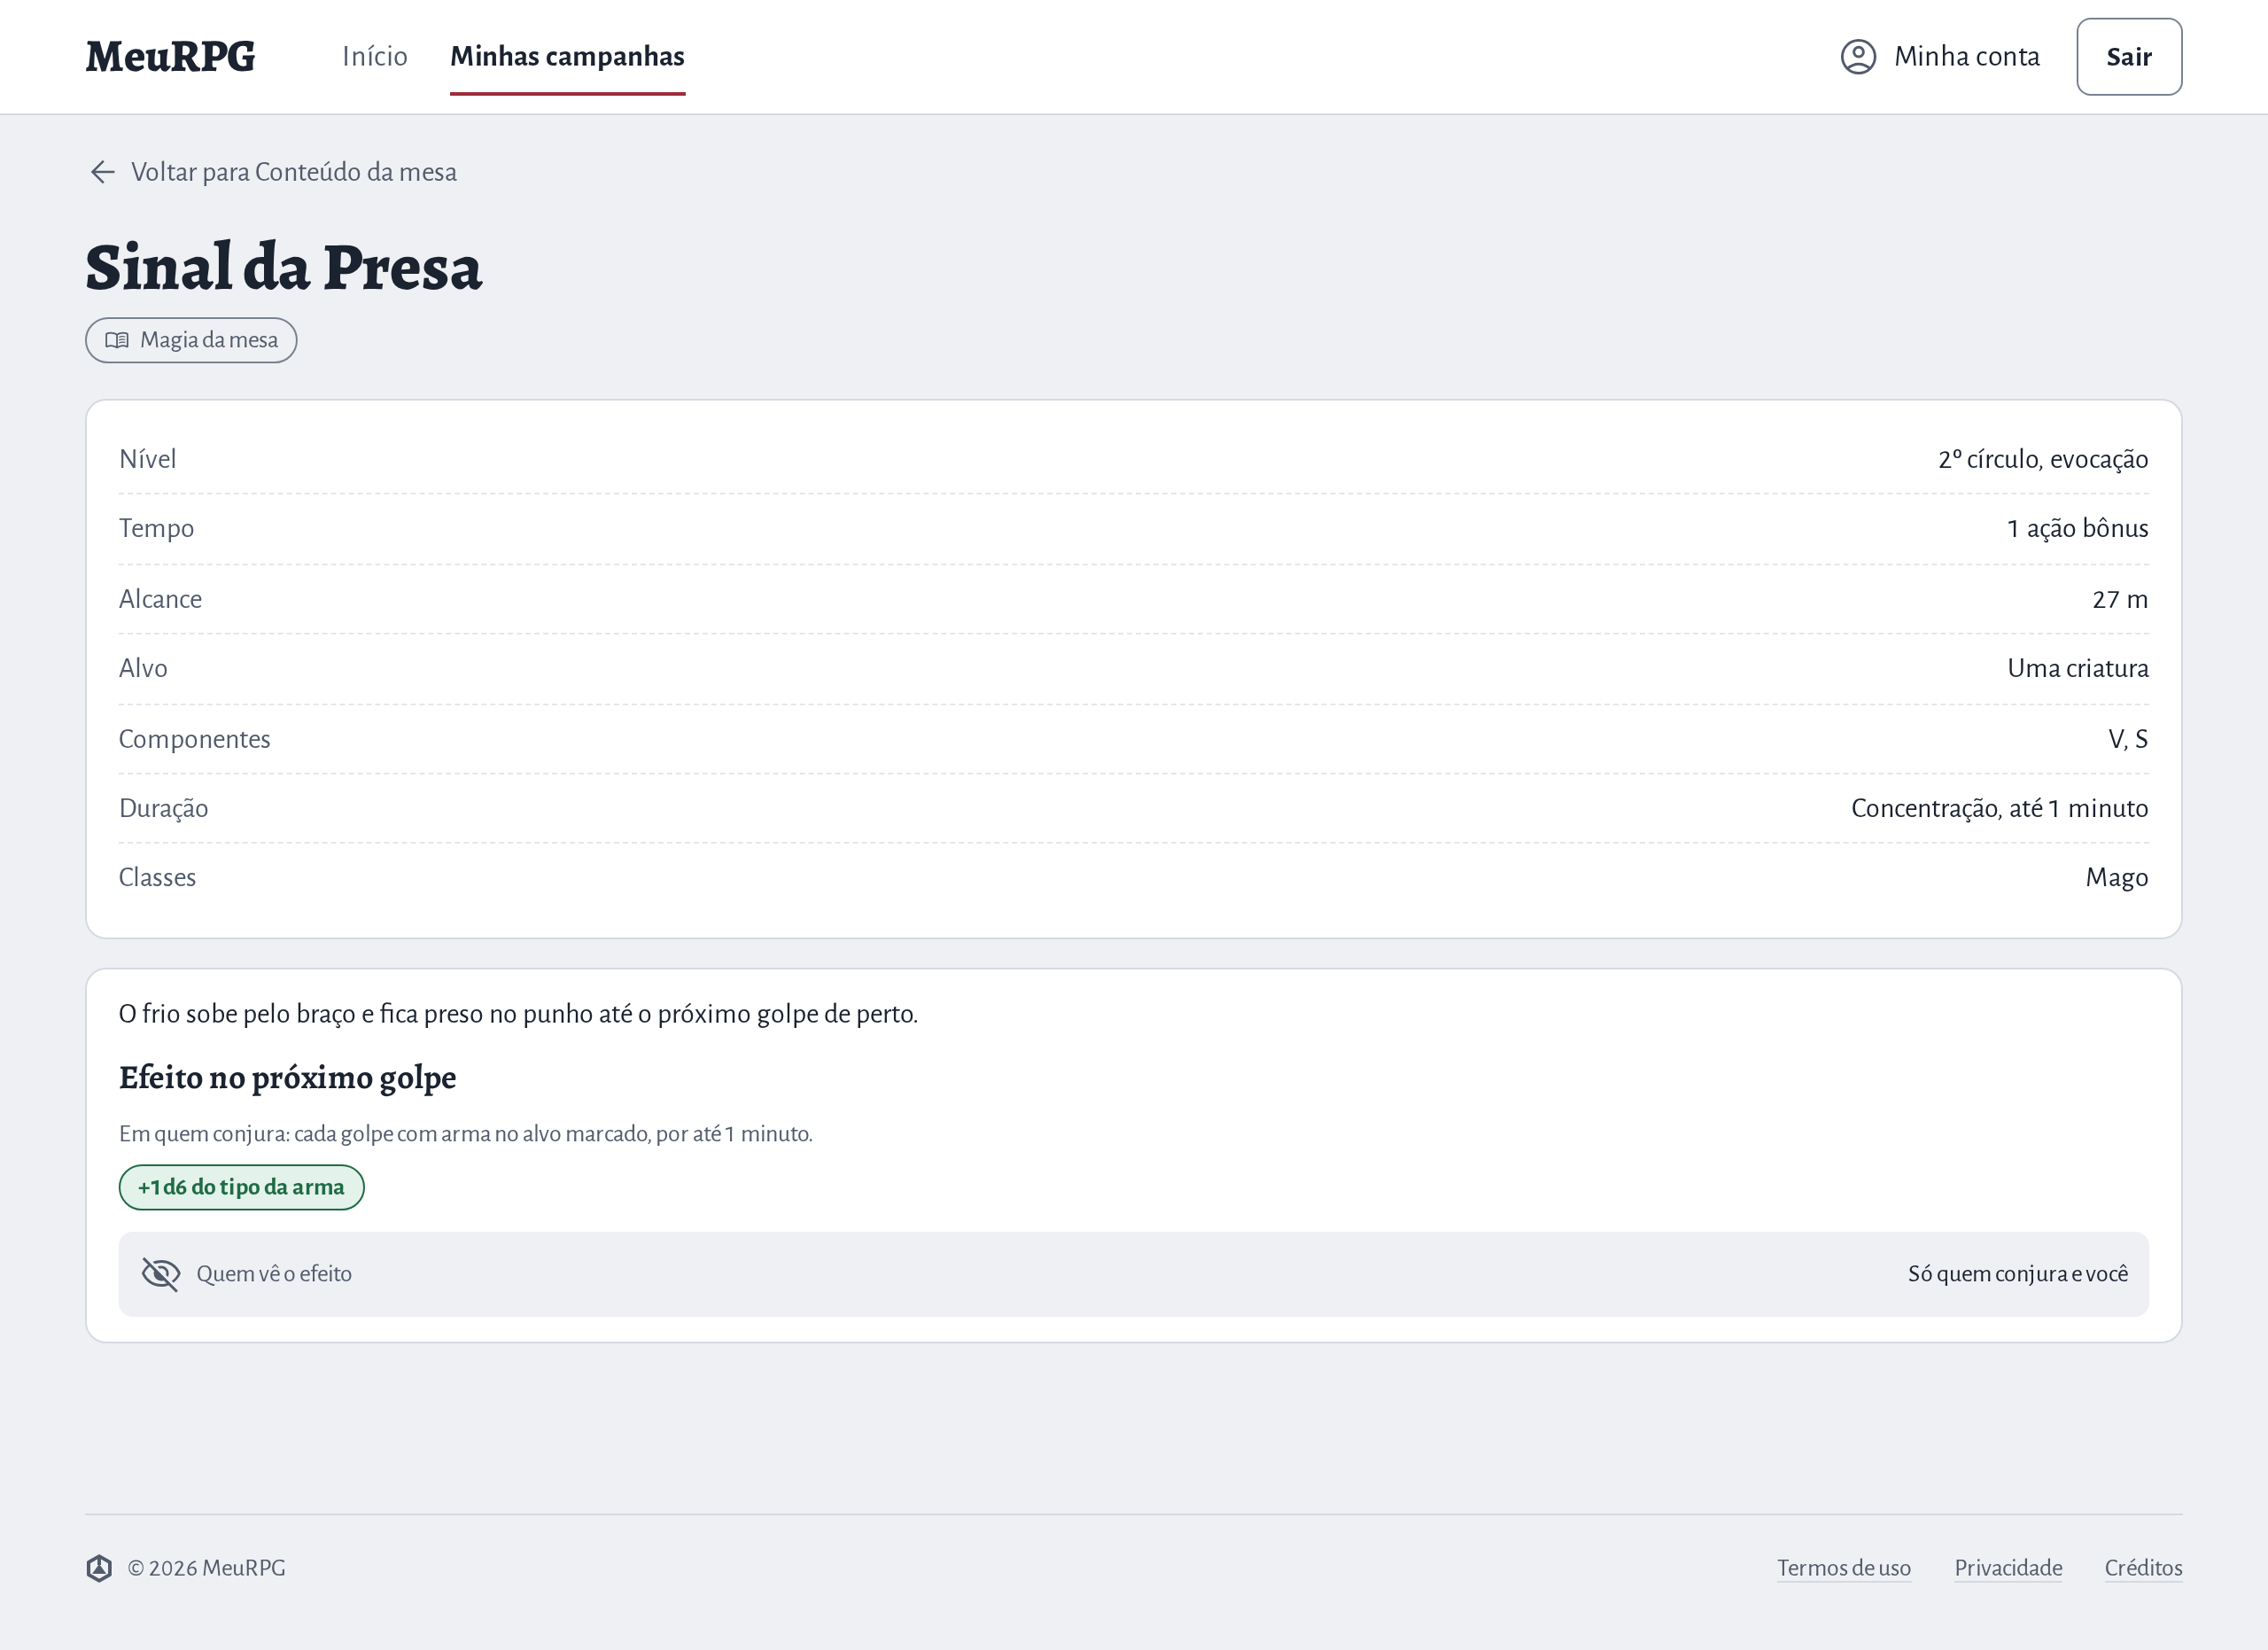 MeuRPG
Início
Minhas campanhas
Minha conta
Sair
Voltar para Conteúdo da mesa
Sinal da Presa
Magia da mesa
Nível
2º círculo, evocação
Tempo
1 ação bônus
Alcance
27 m
Alvo
Uma criatura
Componentes
V, S
Duração
Concentração, até 1 minuto
Classes
Mago
O frio sobe pelo braço e fica preso no punho até o próximo golpe de perto.
Efeito no próximo golpe
Em quem conjura: cada golpe com arma no alvo marcado, por até 1 minuto.
+1d6 do tipo da arma
Quem vê o efeito
Só quem conjura e você
© 2026 MeuRPG
Termos de uso
Privacidade
Créditos